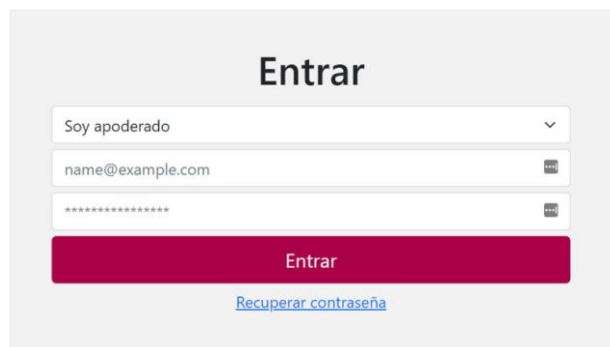 Entrar
Soy apoderado
name@example.com
****************
Entrar
Recuperar contraseña